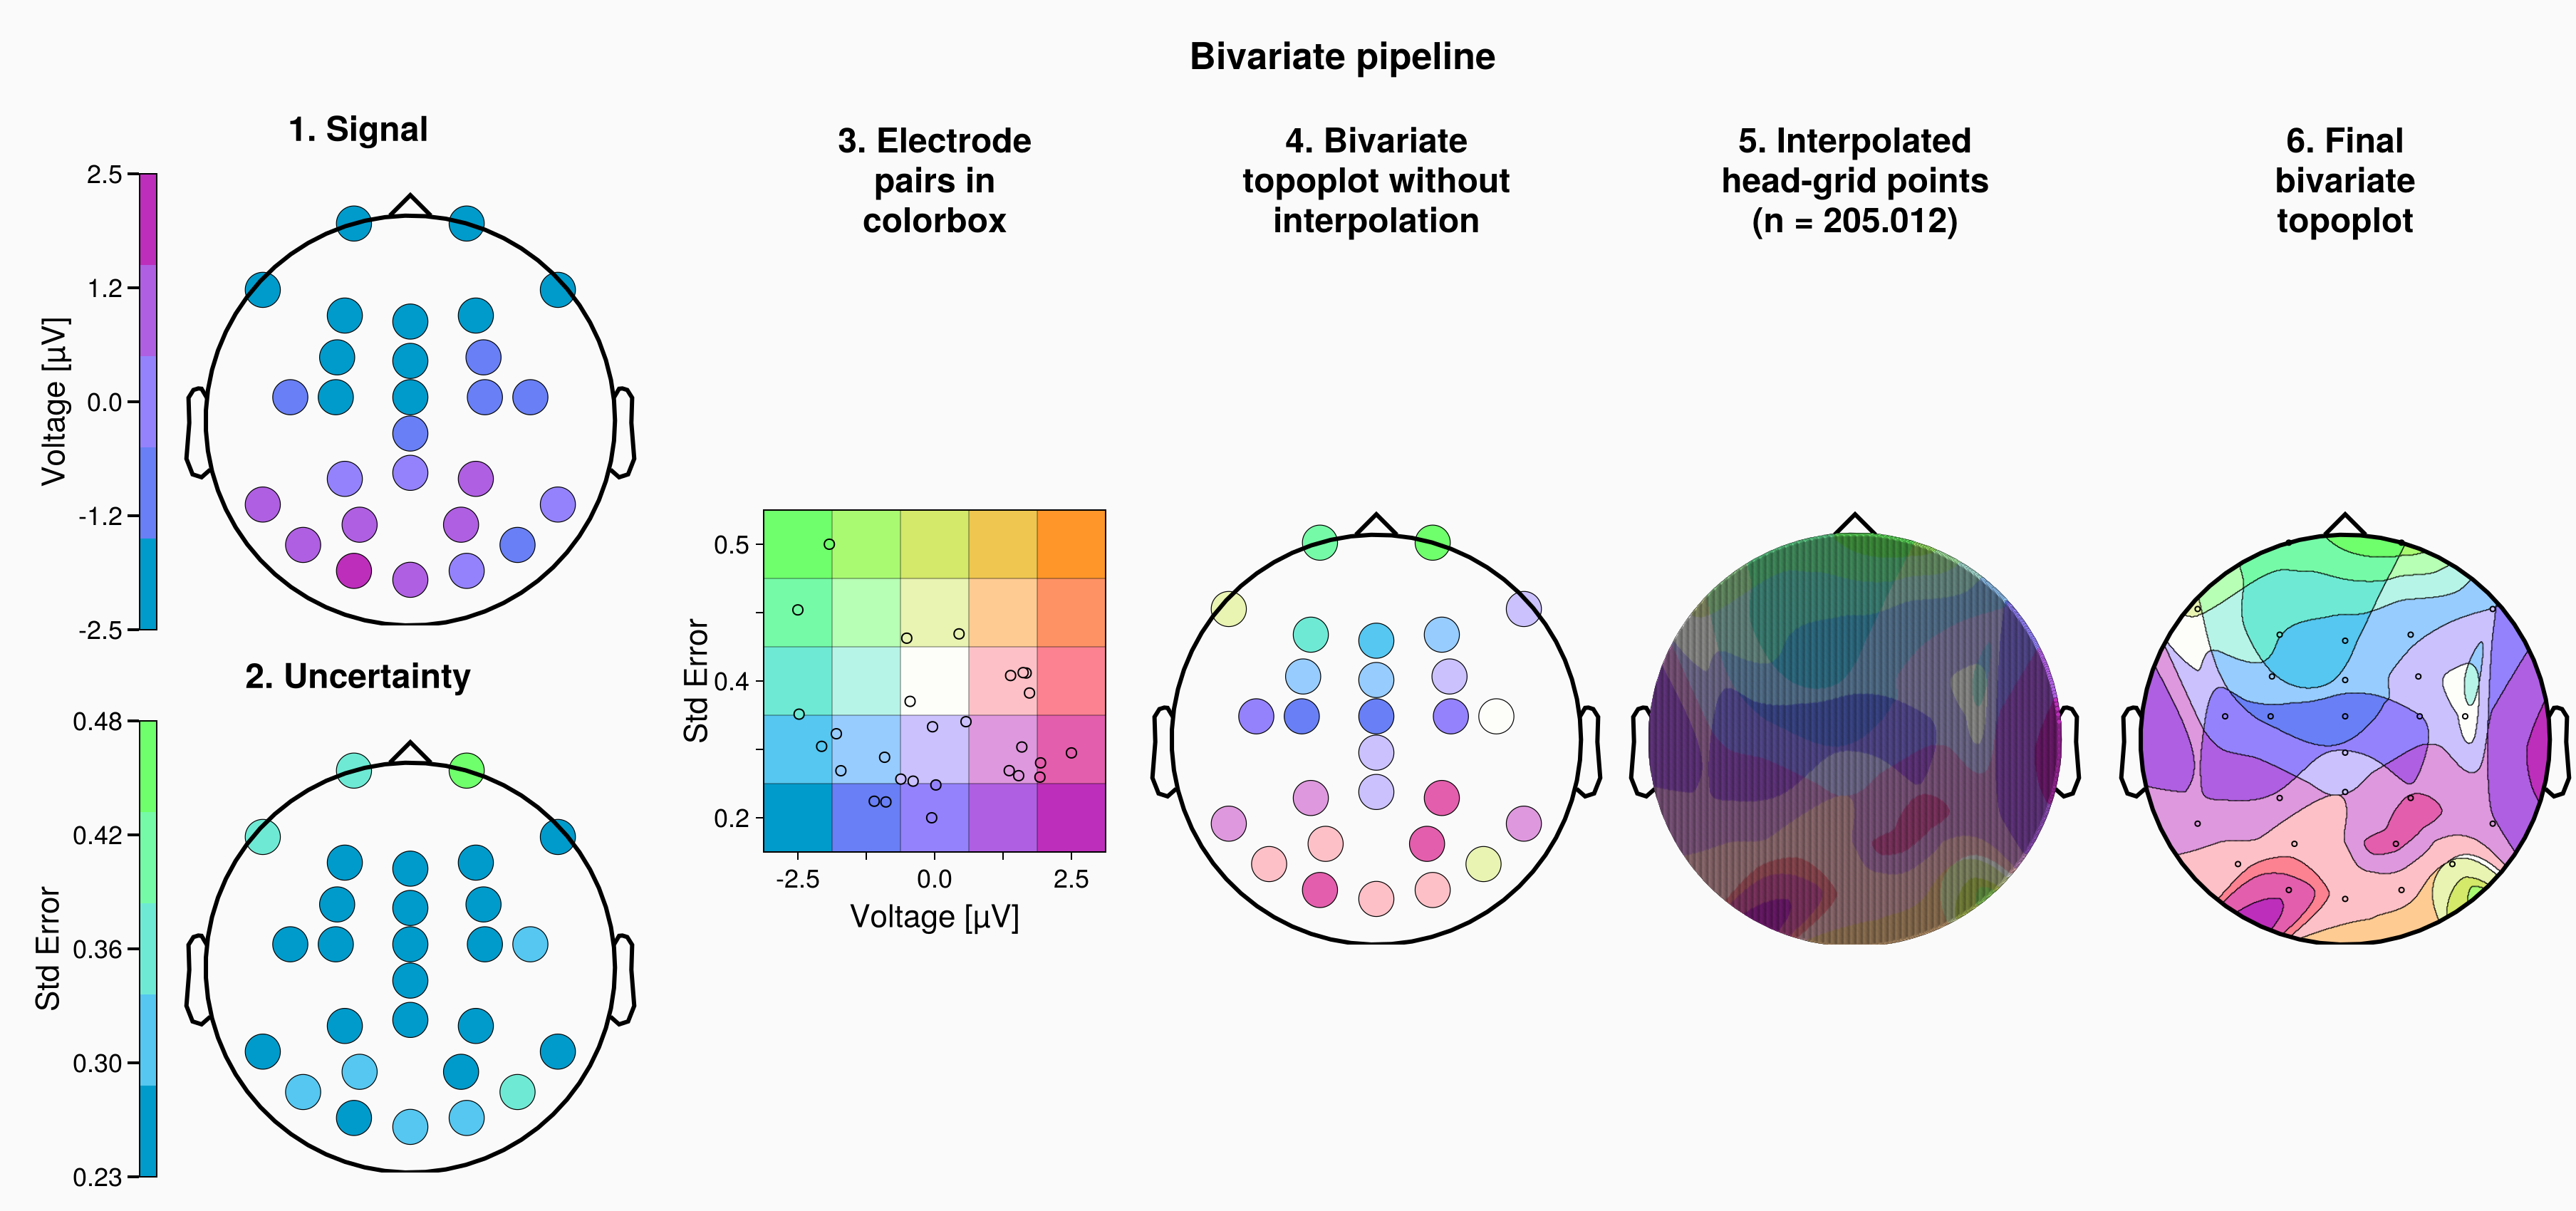 Bivariate pipeline
1. Signal
2.5
1.2
0.0
-1.2
-2.5
Voltage [µV]
2. Uncertainty
0.48
0.42
0.36
0.30
0.23
Std Error
3. Electrode
pairs in
colorbox
0.5
0.4
0.2
Std Error
-2.5 0.0 2.5
Voltage [µV]
4. Bivariate
topoplot without
interpolation
5. Interpolated
head-grid points
(n = 205.012)
6. Final
bivariate
topoplot